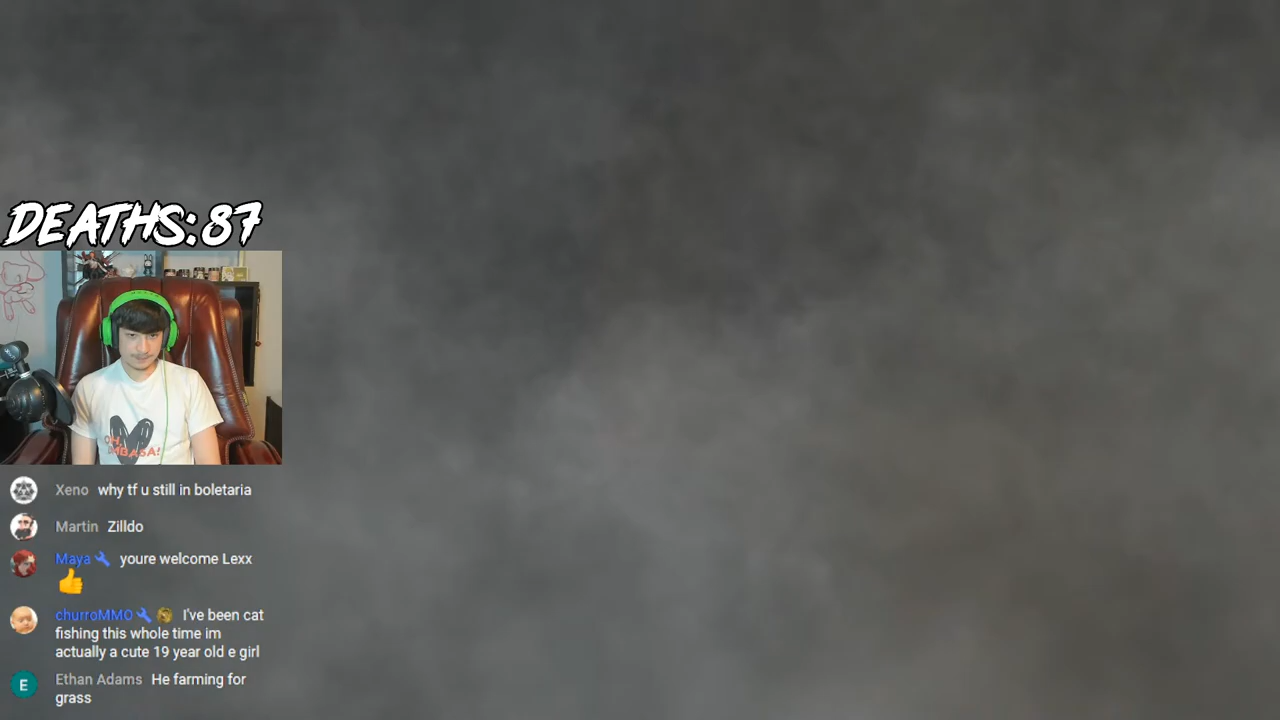 DEATHS:87
OH,
Xeno why tf u still in boletaria
Martin Zilldo
Maya youre welcome Lexx
churroMMO I've been cat
fishing this whole time im
actually a cute 19 year old e girl
E Ethan Adams He farming for
grass